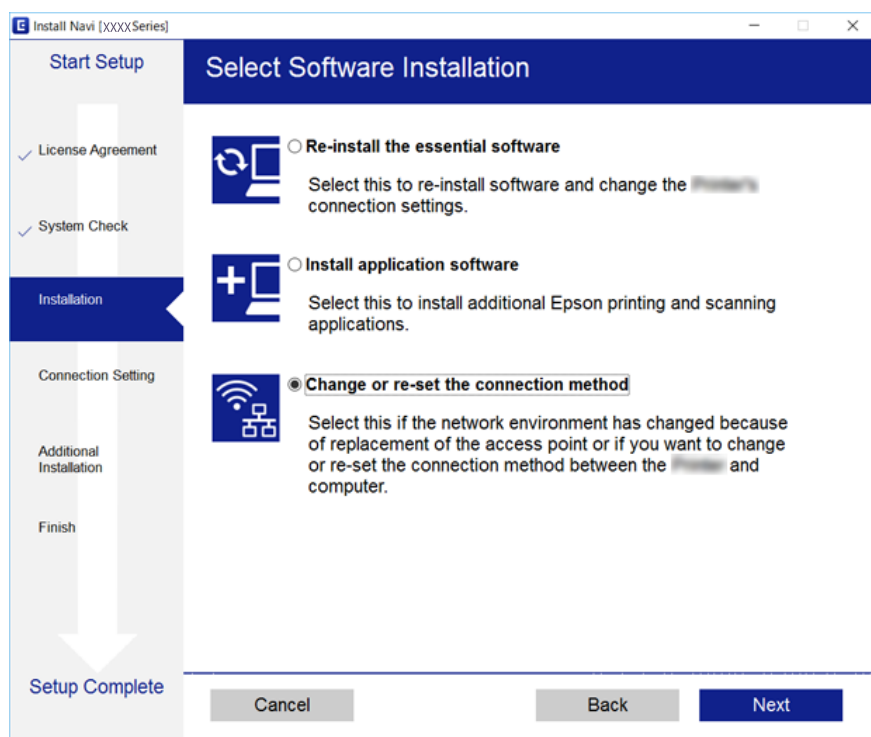 Install Navi [XXXXSeries]
Start Setup
License Agreement
System Check
Installation
Connection Setting
Additional
Installation
Finish
Setup Complete
Select Software Installation
Re-install the essential software
Select this to re-install software and change the
connection settings.
Install application software
Select this to install additional Epson printing and scanning
applications.
Change or re-set the connection method
Select this if the network environment has changed because
of replacement of the access point or if you want to change
or re-set the connection method between the and
computer.
Cancel
Back
Next